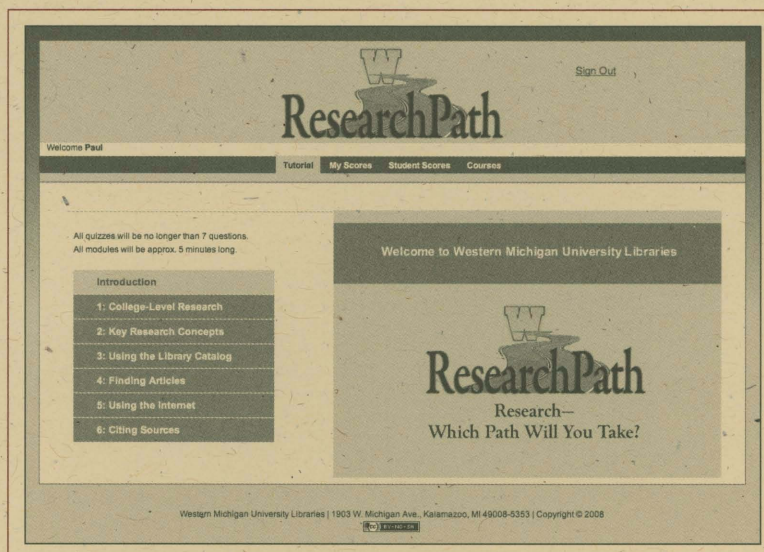 Sign Out
ResearchPath
Welcome Paul
Tutorial My Scores Student Scores Courses
All quizzes will be no longer than 7 questions.
All modules will be approx. 5 minutes long.
Introduction
1: College-Level Research
2: Key Research Concepts
3: Using the Library Catalog
4: Finding Articles
5: Using the Internet
6: Citing Sources
Welcome to Western Michigan University Libraries
ResearchPath
Research—
Which Path Will You Take?
Western Michigan University Libraries | 1903 W. Michigan Ave., Kalamazoo, MI 49008-5353 | Copyright © 2008